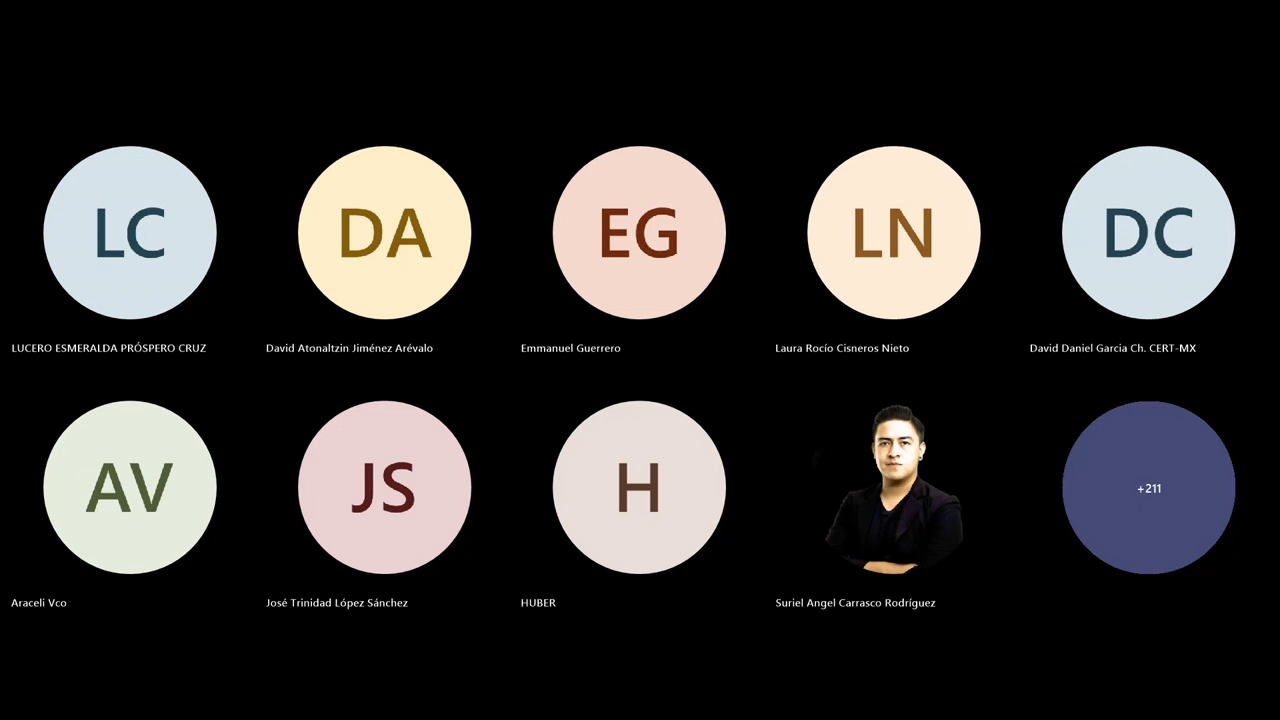 LC
DA
EG
LN
DC
LUCERO ESMERALDA PRÓSPERO CRUZ
David Atonaltzin Jiménez Arévalo
Emmanuel Guerrero
Laura Rocío Cisneros Nieto
David Daniel Garcia Ch. CERT-MX
AV
JS
H
+211
Araceli Vco
José Trinidad López Sánchez
HUBER
Suriel Angel Carrasco Rodríguez